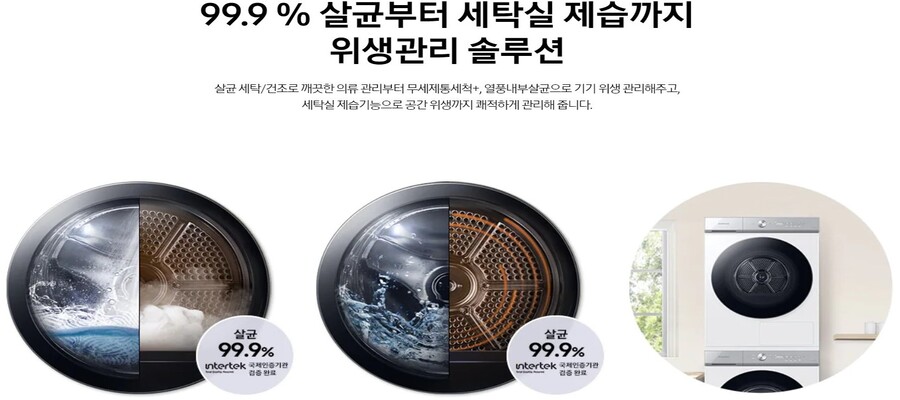 99.9 % 살균부터 세탁실 제습까지
위생관리 솔루션
살균 세탁/건조로 깨끗한 의류 관리부터 무세제통세척+, 열풍내부살균으로 기기 위생 관리해주고,
세탁실 제습기능으로 공간 위생까지 쾌적하게 관리해 줍니다.
살균
99.9%
intertek 국제인증기관
검증 완료
살균
99.9%
intertek 국제인증기관
검증 완료